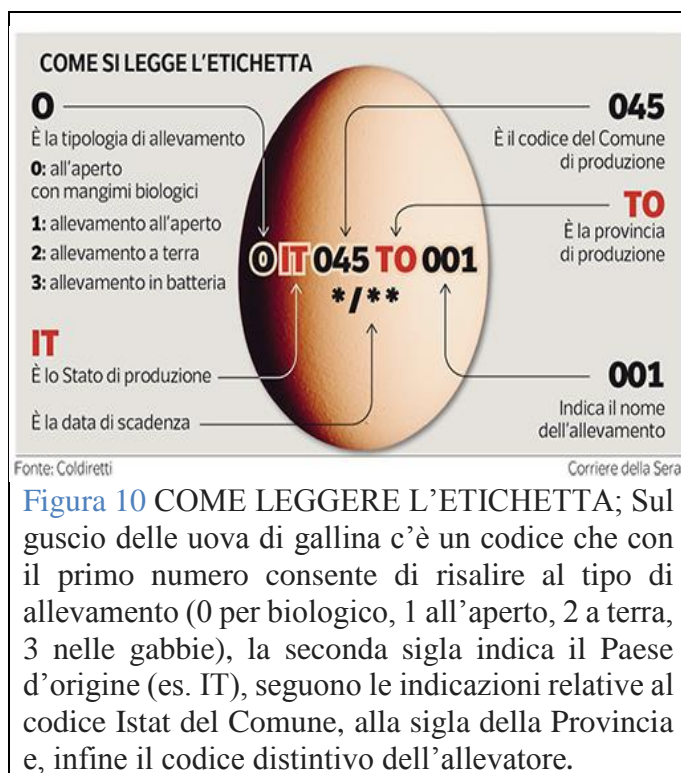 COME SI LEGGE L'ETICHETTA
0
È la tipologia di allevamento
0: all'aperto
con mangimi biologici
1: allevamento all'aperto
2: allevamento a terra
3: allevamento in batteria
IT
È lo Stato di produzione
È la data di scadenza
0 IT 045 TO 001
*/**
045
È il codice del Comune
di produzione
TO
È la provincia
di produzione
001
Indica il nome
dell'allevamento
Fonte: Coldiretti
Corriere della Sera
Figura 10 COME LEGGERE L'ETICHETTA; Sul
guscio delle uova di gallina c'è un codice che con
il primo numero consente di risalire al tipo di
allevamento (0 per biologico, 1 all'aperto, 2 a terra,
3 nelle gabbie), la seconda sigla indica il Paese
d'origine (es. IT), seguono le indicazioni relative al
codice Istat del Comune, alla sigla della Provincia
e, infine il codice distintivo dell'allevatore.